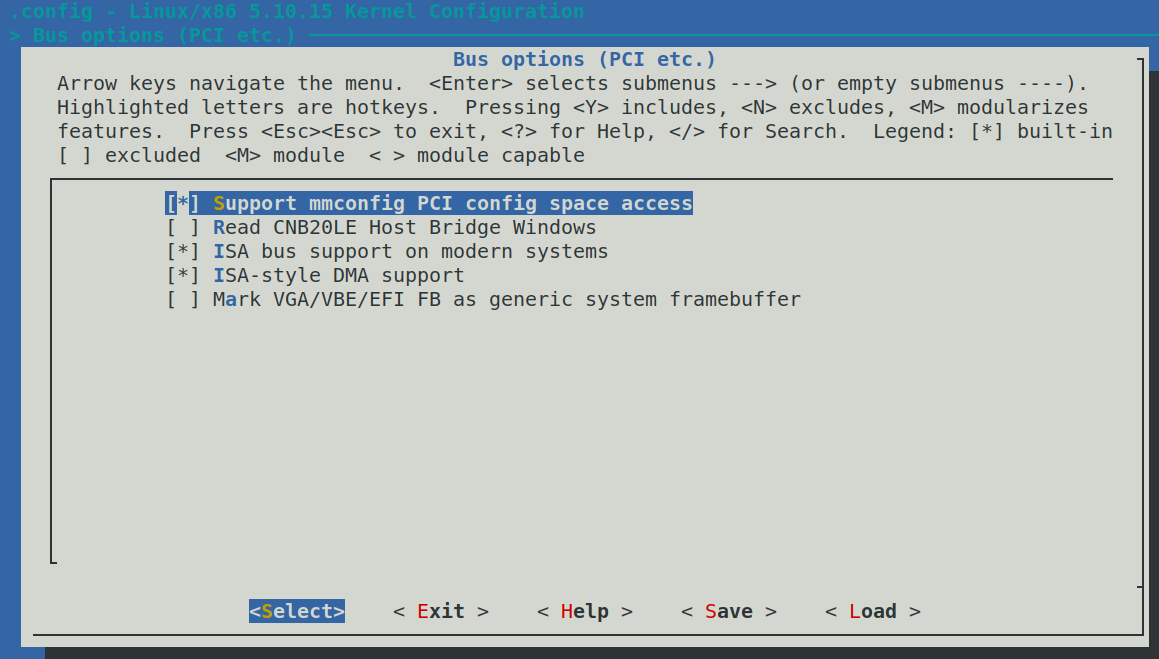 .config - Linux/x86 5.10.15 Kernel Configuration
> Bus options (PCI etc.)
Bus options (PCI etc.)
Arrow keys navigate the menu.  <Enter> selects submenus ---> (or empty submenus ----).
Highlighted letters are hotkeys.  Pressing <Y> includes, <N> excludes, <M> modularizes
features.  Press <Esc><Esc> to exit, <?> for Help, </> for Search.  Legend: [*] built-in
[ ] excluded  <M> module  < > module capable
[*] Support mmconfig PCI config space access
[ ] Read CNB20LE Host Bridge Windows
[*] ISA bus support on modern systems
[*] ISA-style DMA support
[ ] Mark VGA/VBE/EFI FB as generic system framebuffer
<Select>    < Exit >    < Help >    < Save >    < Load >